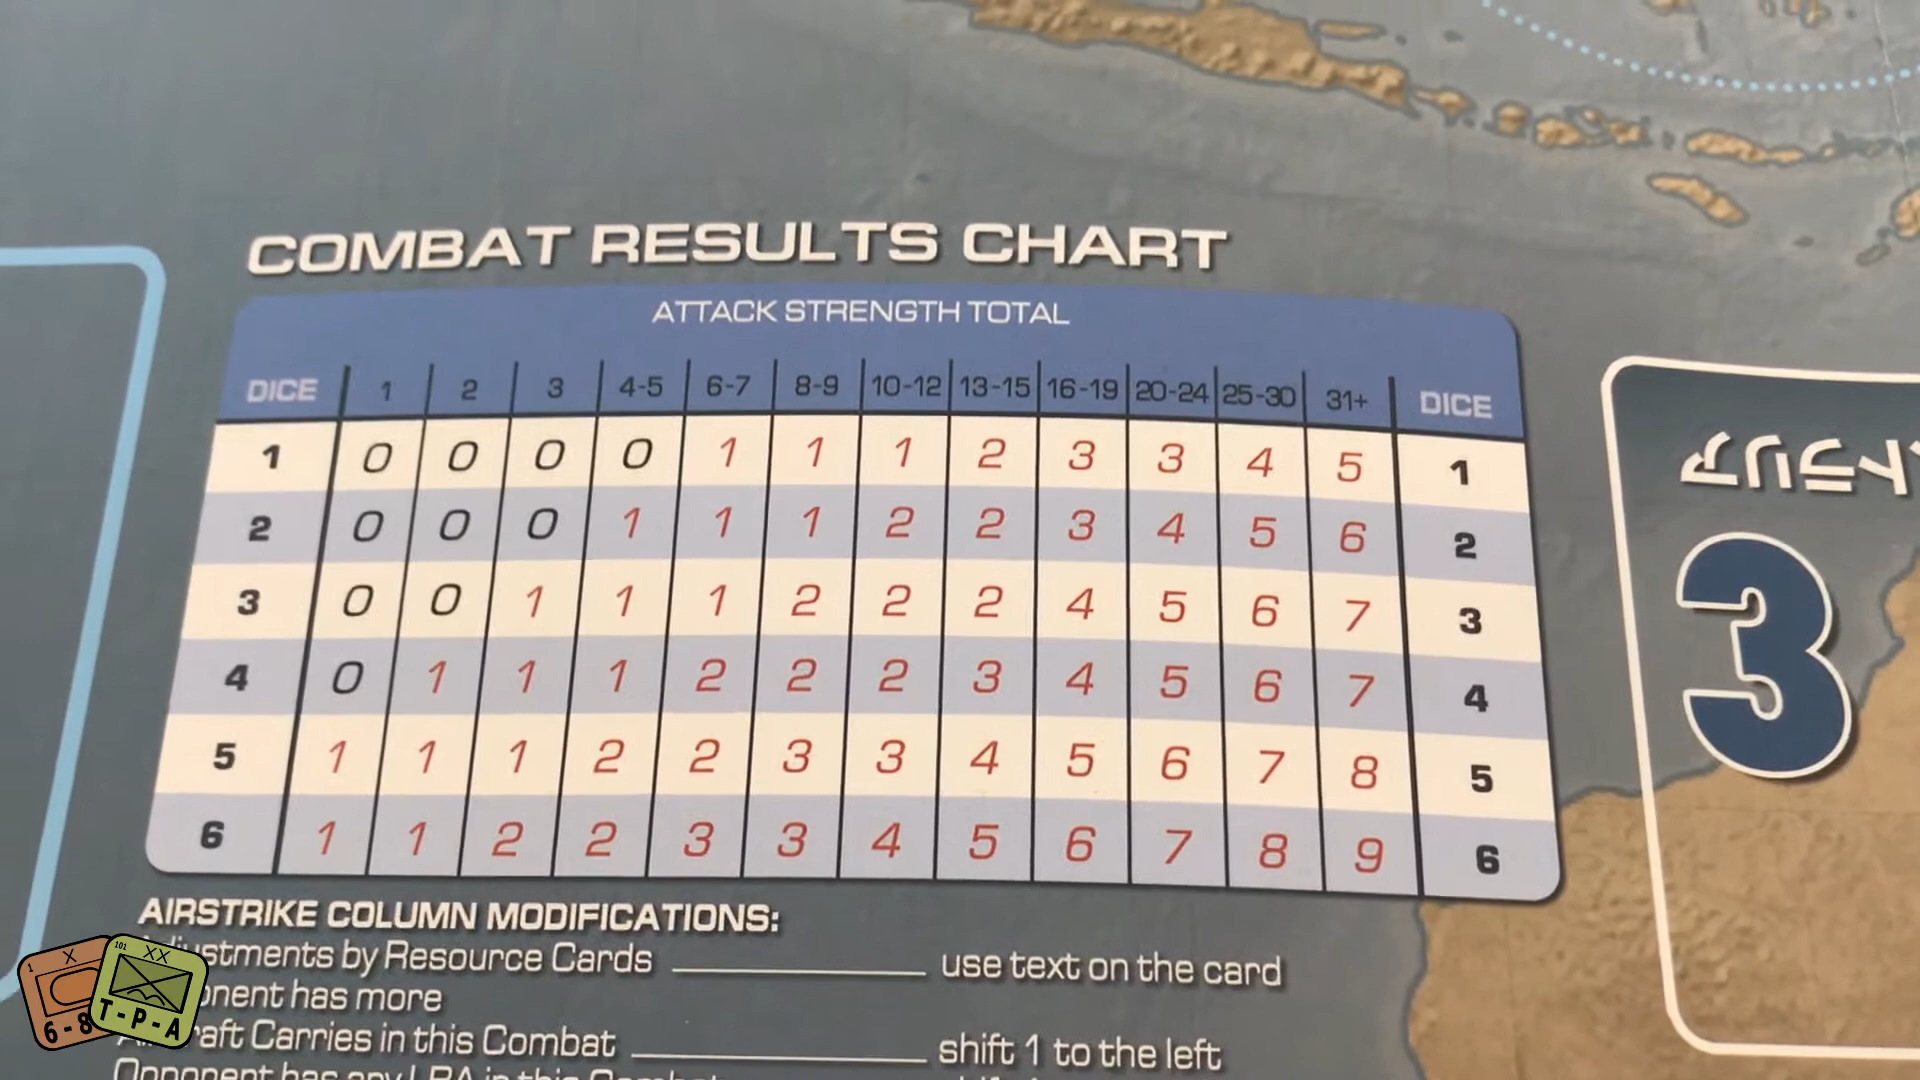 COMBAT RESULTS CHART
ATTACK STRENGTH TOTAL
DICE 1 2 3 4-5 6-7 8-9 10-12 13-15 16-19 20-24 25-30 31+ DICE
1 0 0 0 0 1 1 1 2 3 3 4 5 1
2 0 0 0 1 1 1 2 2 3 4 5 6 2
3 0 0 1 1 1 2 2 2 4 5 6 7 3
4 0 1 1 1 2 2 2 3 4 5 6 7 4
5 1 1 1 2 2 3 3 4 5 6 7 8 5
6 1 1 2 2 3 3 4 5 6 7 8 9 6
AIRSTRIKE COLUMN MODIFICATIONS:
by Resource Cards use text on the card
has more
Carries in this Combat shift 1 to the left
3
1 X
6-8
101 XX
T-P-A